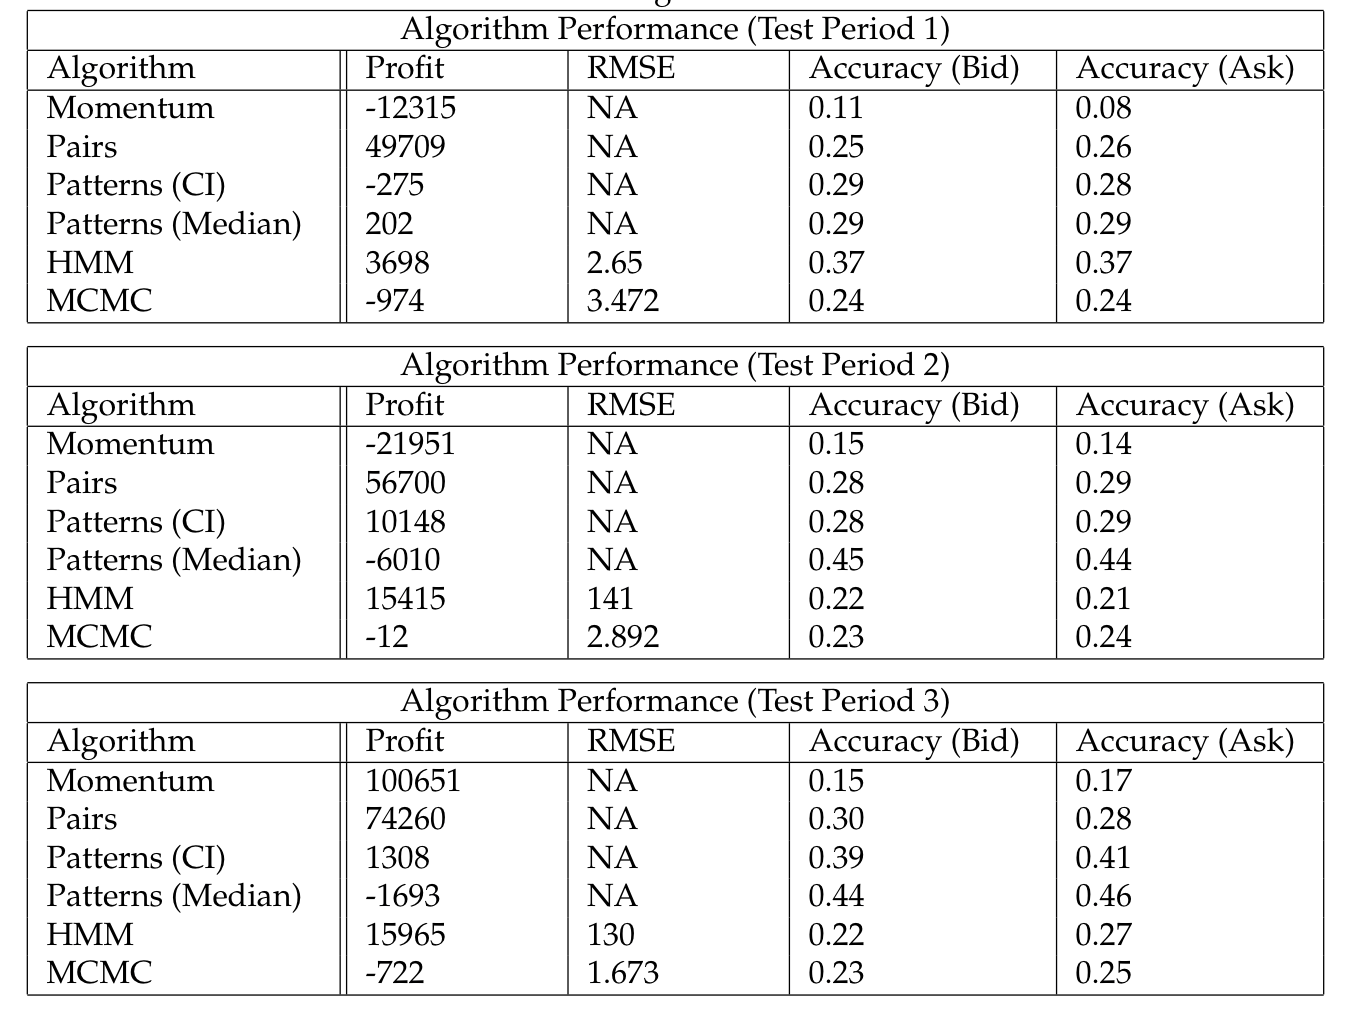 Algorithm Performance (Test Period 1)
Algorithm Profit RMSE Accuracy (Bid) Accuracy (Ask)
Momentum -12315 NA 0.11 0.08
Pairs 49709 NA 0.25 0.26
Patterns (CI) -275 NA 0.29 0.28
Patterns (Median) 202 NA 0.29 0.29
HMM 3698 2.65 0.37 0.37
MCMC -974 3.472 0.24 0.24
Algorithm Performance (Test Period 2)
Algorithm Profit RMSE Accuracy (Bid) Accuracy (Ask)
Momentum -21951 NA 0.15 0.14
Pairs 56700 NA 0.28 0.29
Patterns (CI) 10148 NA 0.28 0.29
Patterns (Median) -6010 NA 0.45 0.44
HMM 15415 141 0.22 0.21
MCMC -12 2.892 0.23 0.24
Algorithm Performance (Test Period 3)
Algorithm Profit RMSE Accuracy (Bid) Accuracy (Ask)
Momentum 100651 NA 0.15 0.17
Pairs 74260 NA 0.30 0.28
Patterns (CI) 1308 NA 0.39 0.41
Patterns (Median) -1693 NA 0.44 0.46
HMM 15965 130 0.22 0.27
MCMC -722 1.673 0.23 0.25